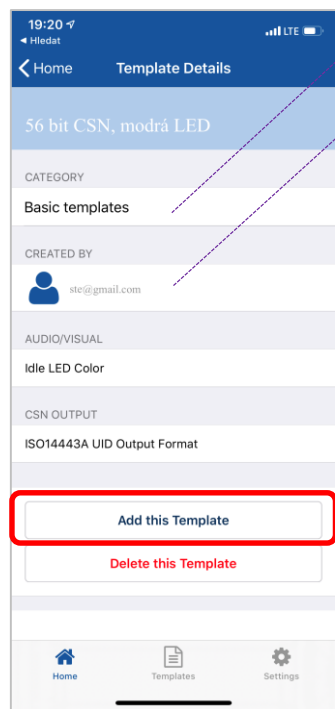 19:20
LTE
Hledat
Home
Template Details
56 bit CSN, modrá LED
CATEGORY
Basic templates
CREATED BY
ste@gmail.com
AUDIO/VISUAL
Idle LED Color
CSN OUTPUT
ISO14443A UID Output Format
Add this Template
Delete this Template
Home
Templates
Settings